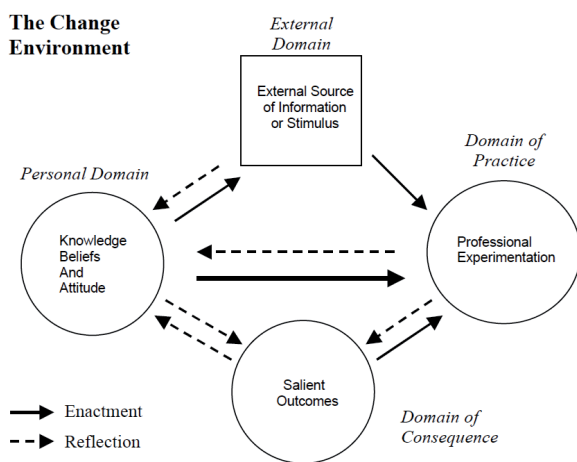 The Change
Environment
External
Domain
External Source
of Information
or Stimulus
Domain of
Practice
Personal Domain
Knowledge
Beliefs
And
Attitude
Professional
Experimentation
Salient
Outcomes
Enactment
Reflection
Domain of
Consequence